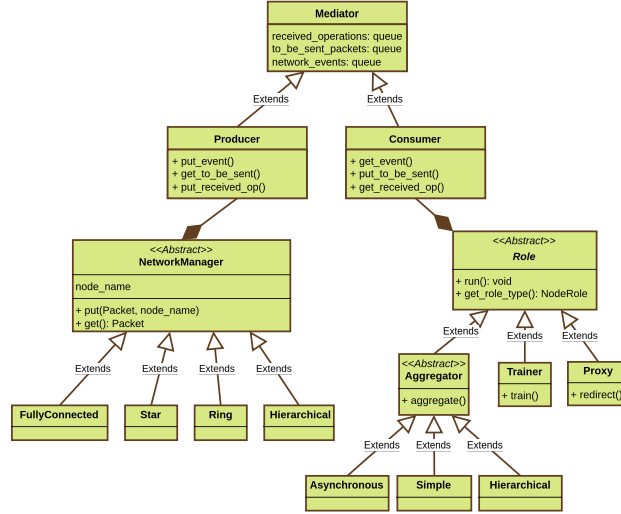 Mediator
received_operations: queue
to_be_sent_packets: queue
network_events: queue
Extends
Extends
Producer
+ put_event()
+ get_to_be_sent()
+ put_received_op()
Consumer
+ get_event()
+ put_to_be_sent()
+ get_received_op()
<<Abstract>>
NetworkManager
node_name
+ put(Packet, node_name)
+ get(): Packet
<<Abstract>>
Role
+ run(): void
+ get_role_type(): NodeRole
Extends
Extends
Extends
Extends
Extends
Extends
Extends
FullyConnected
Star
Ring
Hierarchical
<<Abstract>>
Aggregator
+ aggregate()
Trainer
+ train()
Proxy
+ redirect()
Extends
Extends
Extends
Asynchronous
Simple
Hierarchical